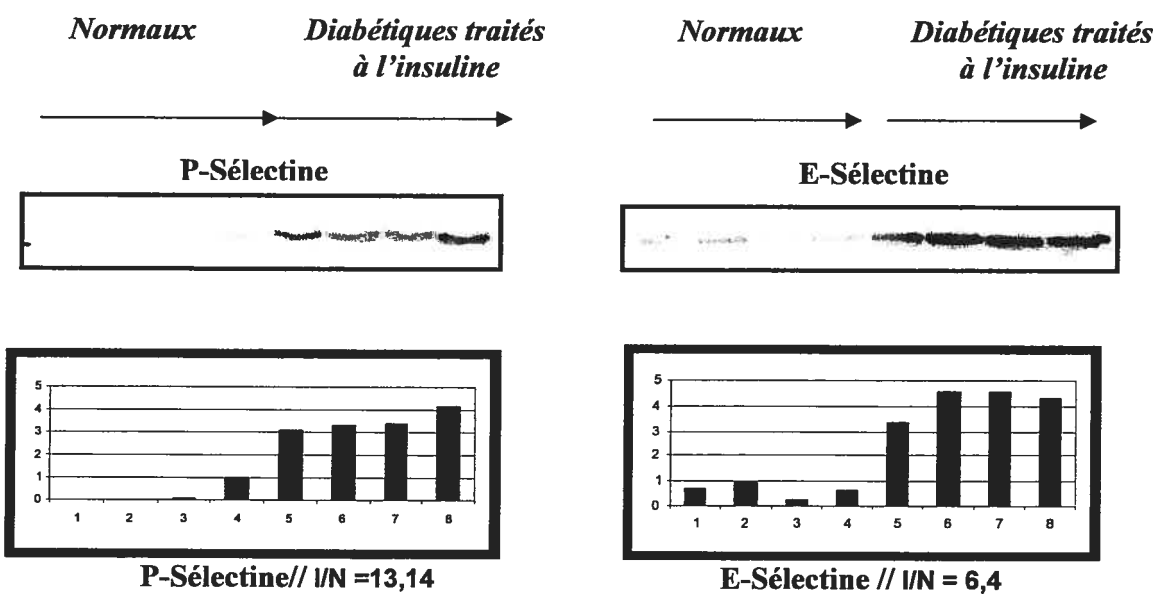 Normaux
Diabétiques traités
à l'insuline
P-Sélectine
5
4
3
2
1
0
1 2 3 4 5 6 7 8
P-Sélectine// I/N =13,14
Normaux
Diabétiques traités
à l'insuline
E-Sélectine
5
4
3
2
1
0
1 2 3 4 5 6 7 8
E-Sélectine // I/N = 6,4